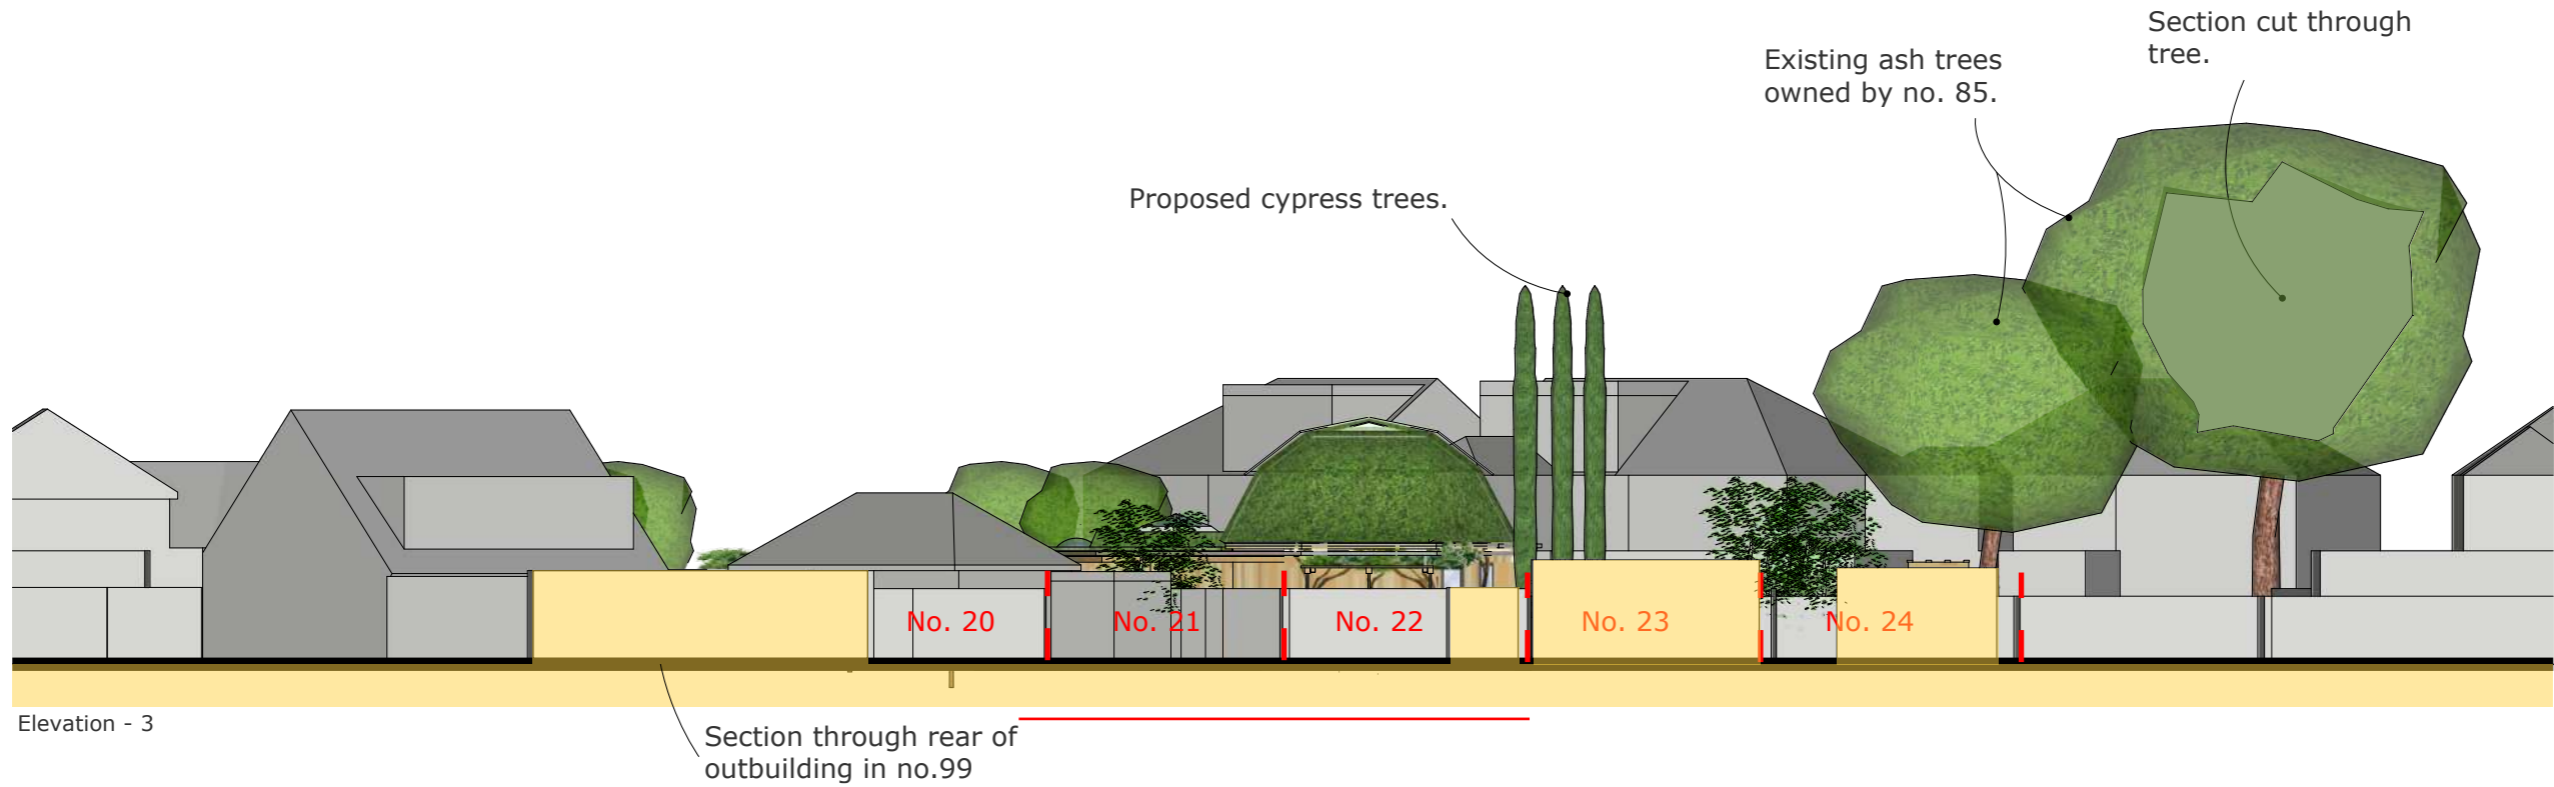 Section cut through
tree.
Existing ash trees
owned by no. 85.
Proposed cypress trees.
No. 20
No. 21
No. 22
No. 23
No. 24
Elevation - 3
Section through rear of
outbuilding in no.99